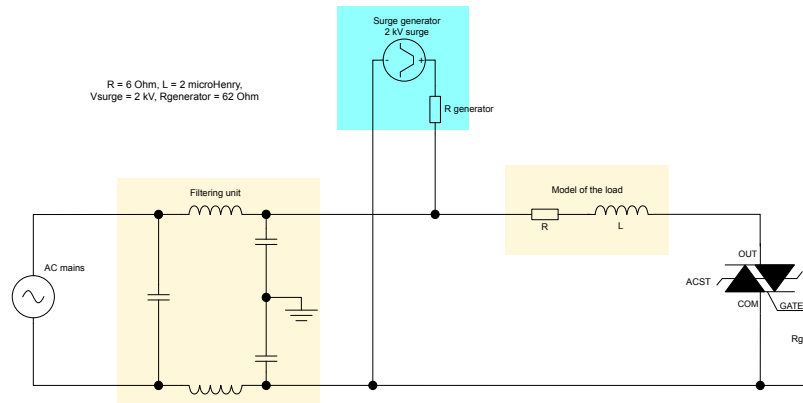 Surge generator
2 kV surge
-
+
R = 6 Ohm, L = 2 microHenry,
Vsurge = 2 kV, Rgenerator = 62 Ohm
R generator
Filtering unit
Model of the load
R
L
AC mains
OUT
ACST
COM
GATE
Rg